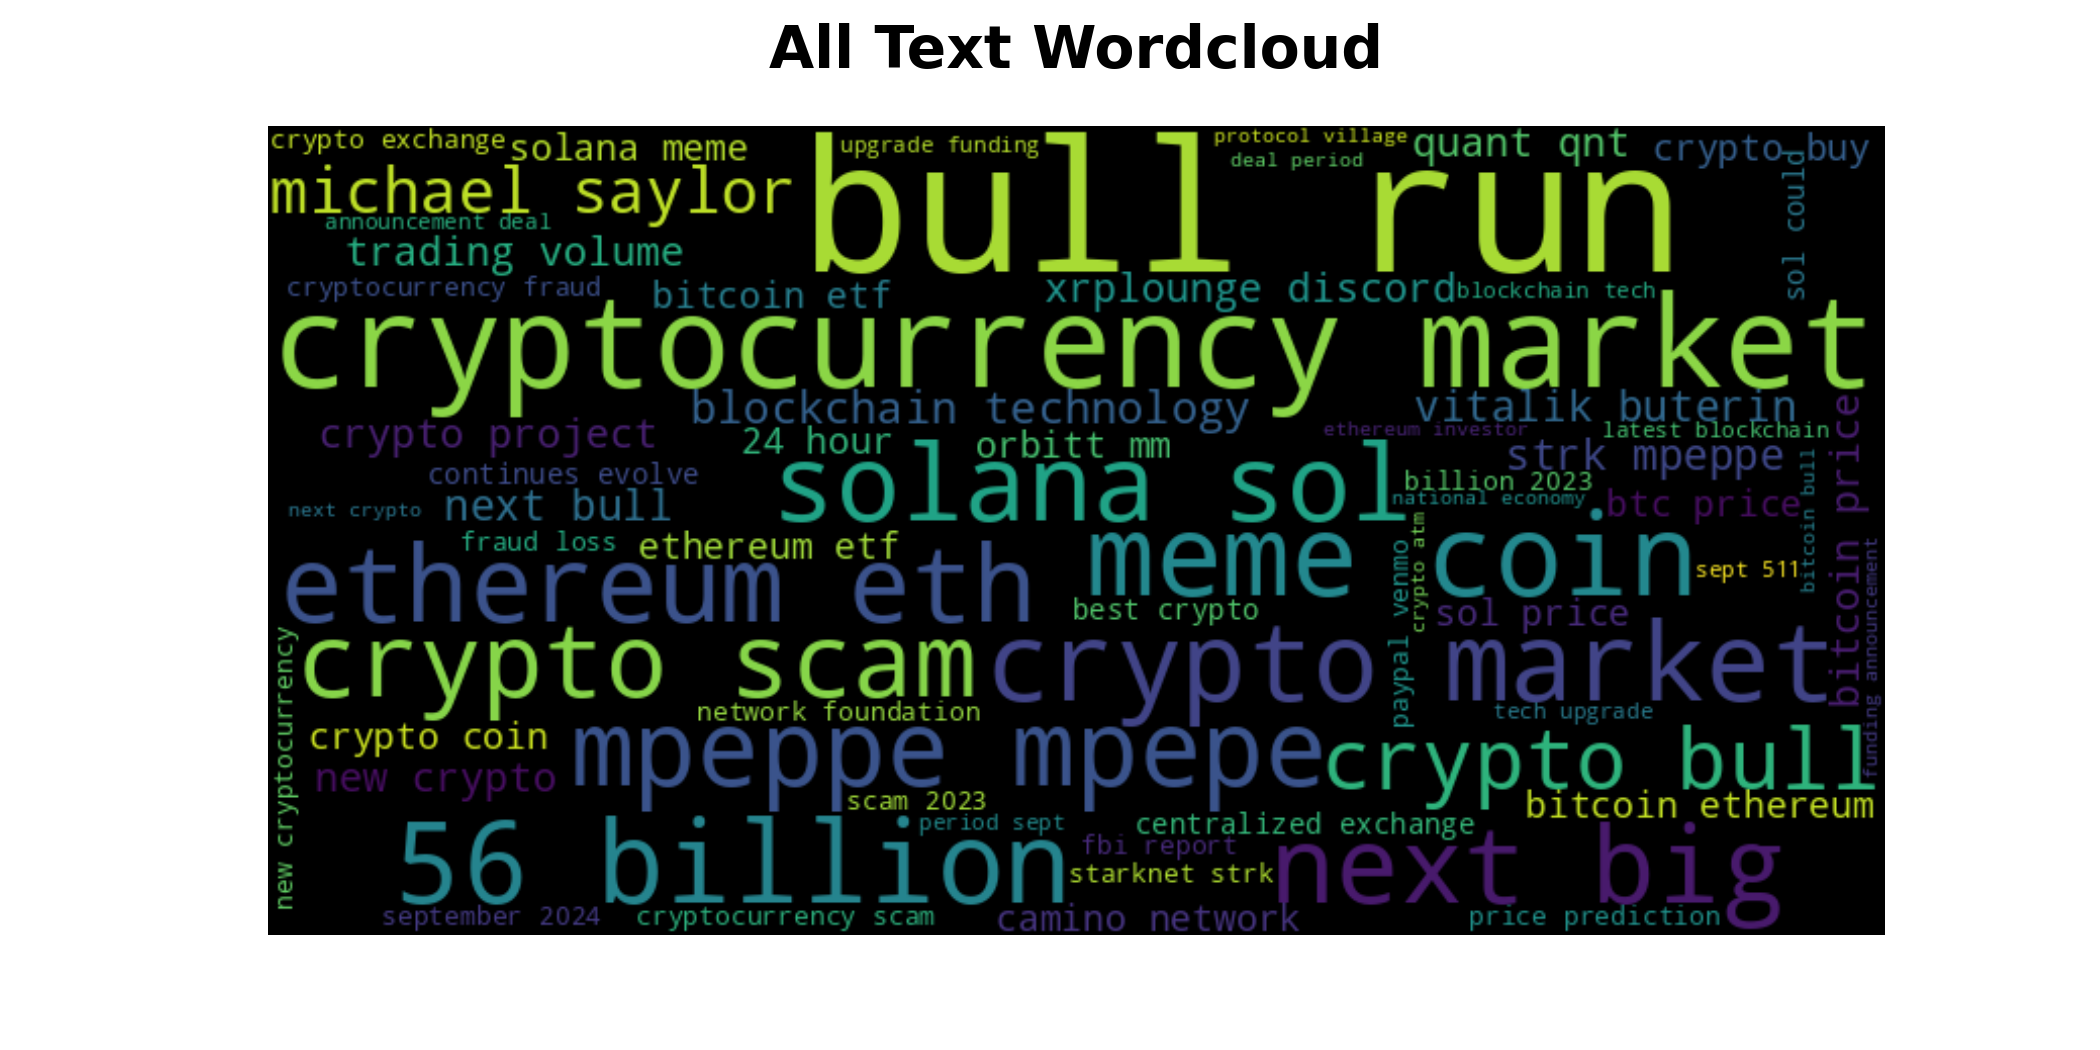 All Text Wordcloud
crypto exchange
solana meme
upgrade funding
bull run
protocol village
deal period
quant qnt
crypto buy
michael saylor
announcement deal
trading volume
sol could
cryptocurrency fraud
bitcoin etf
xrplounge discord
blockchain tech
cryptocurrency market
blockchain technology
vitalik buterin
crypto project
24 hour
orbitt mm
ethereum investor
latest blockchain
strk mpeppe
continues evolve
solana sol
billion 2023
national economy
next crypto
next bull
btc price
bitcoin price
bitcoin bull
fraud loss
ethereum etf
ethereum eth
meme coin
crypto atm
paypal venmo
sept 511
funding announcement
best crypto
sol price
new cryptocurrency
crypto scam
crypto market
network foundation
tech upgrade
crypto coin
mpeppe mpepe
crypto bull
new crypto
scam 2023
bitcoin ethereum
56 billion
period sept
centralized exchange
fbi report
next big
starknet strk
september 2024
cryptocurrency scam
camino network
price prediction